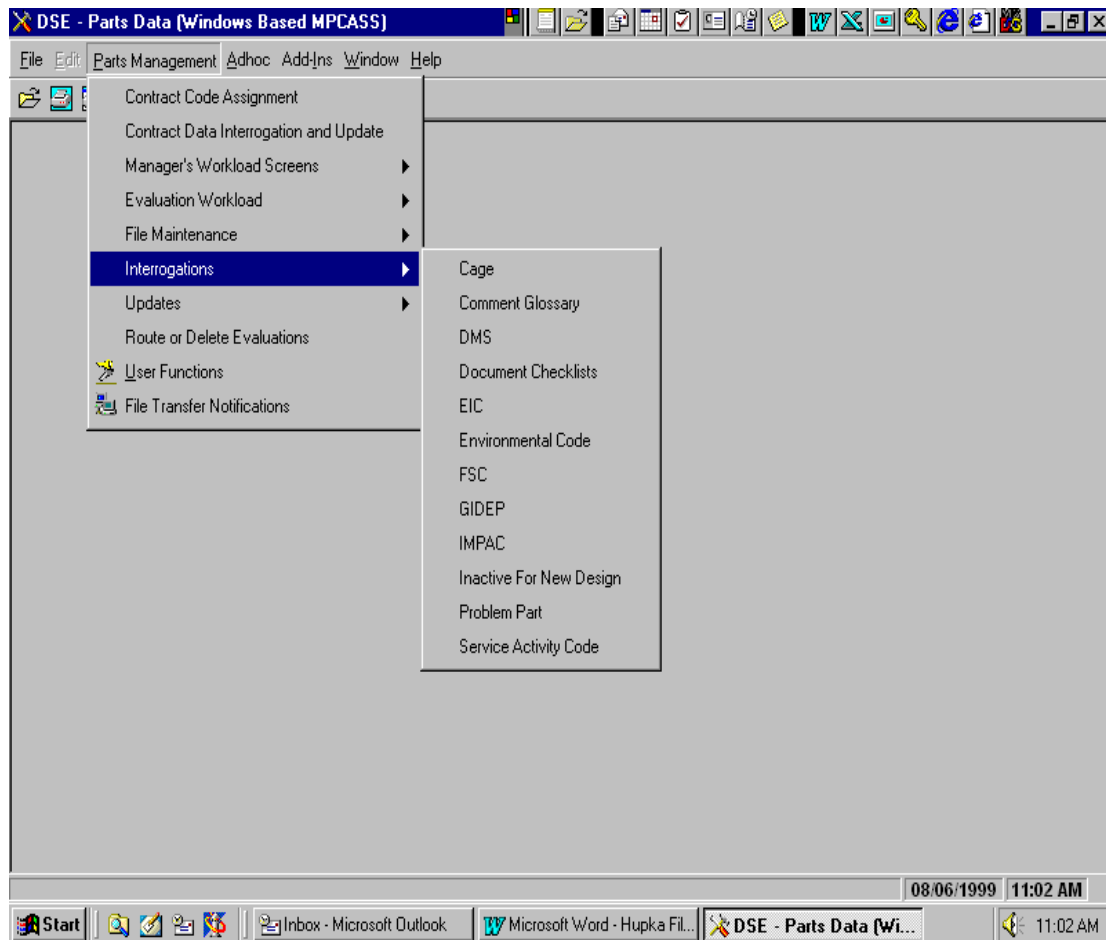 DSE - Parts Data (Windows Based MPCASS)
File Edit Parts Management Adhoc Add-Ins Window Help
Contract Code Assignment
Contract Data Interrogation and Update
Manager's Workload Screens
Evaluation Workload
File Maintenance
Interrogations
Updates
Route or Delete Evaluations
User Functions
File Transfer Notifications
Cage
Comment Glossary
DMS
Document Checklists
EIC
Environmental Code
FSC
GIDEP
IMPAC
Inactive For New Design
Problem Part
Service Activity Code
08/06/1999 11:02 AM
Start Inbox - Microsoft Outlook Microsoft Word - Hupka Fil... DSE - Parts Data (Wi... 11:02 AM